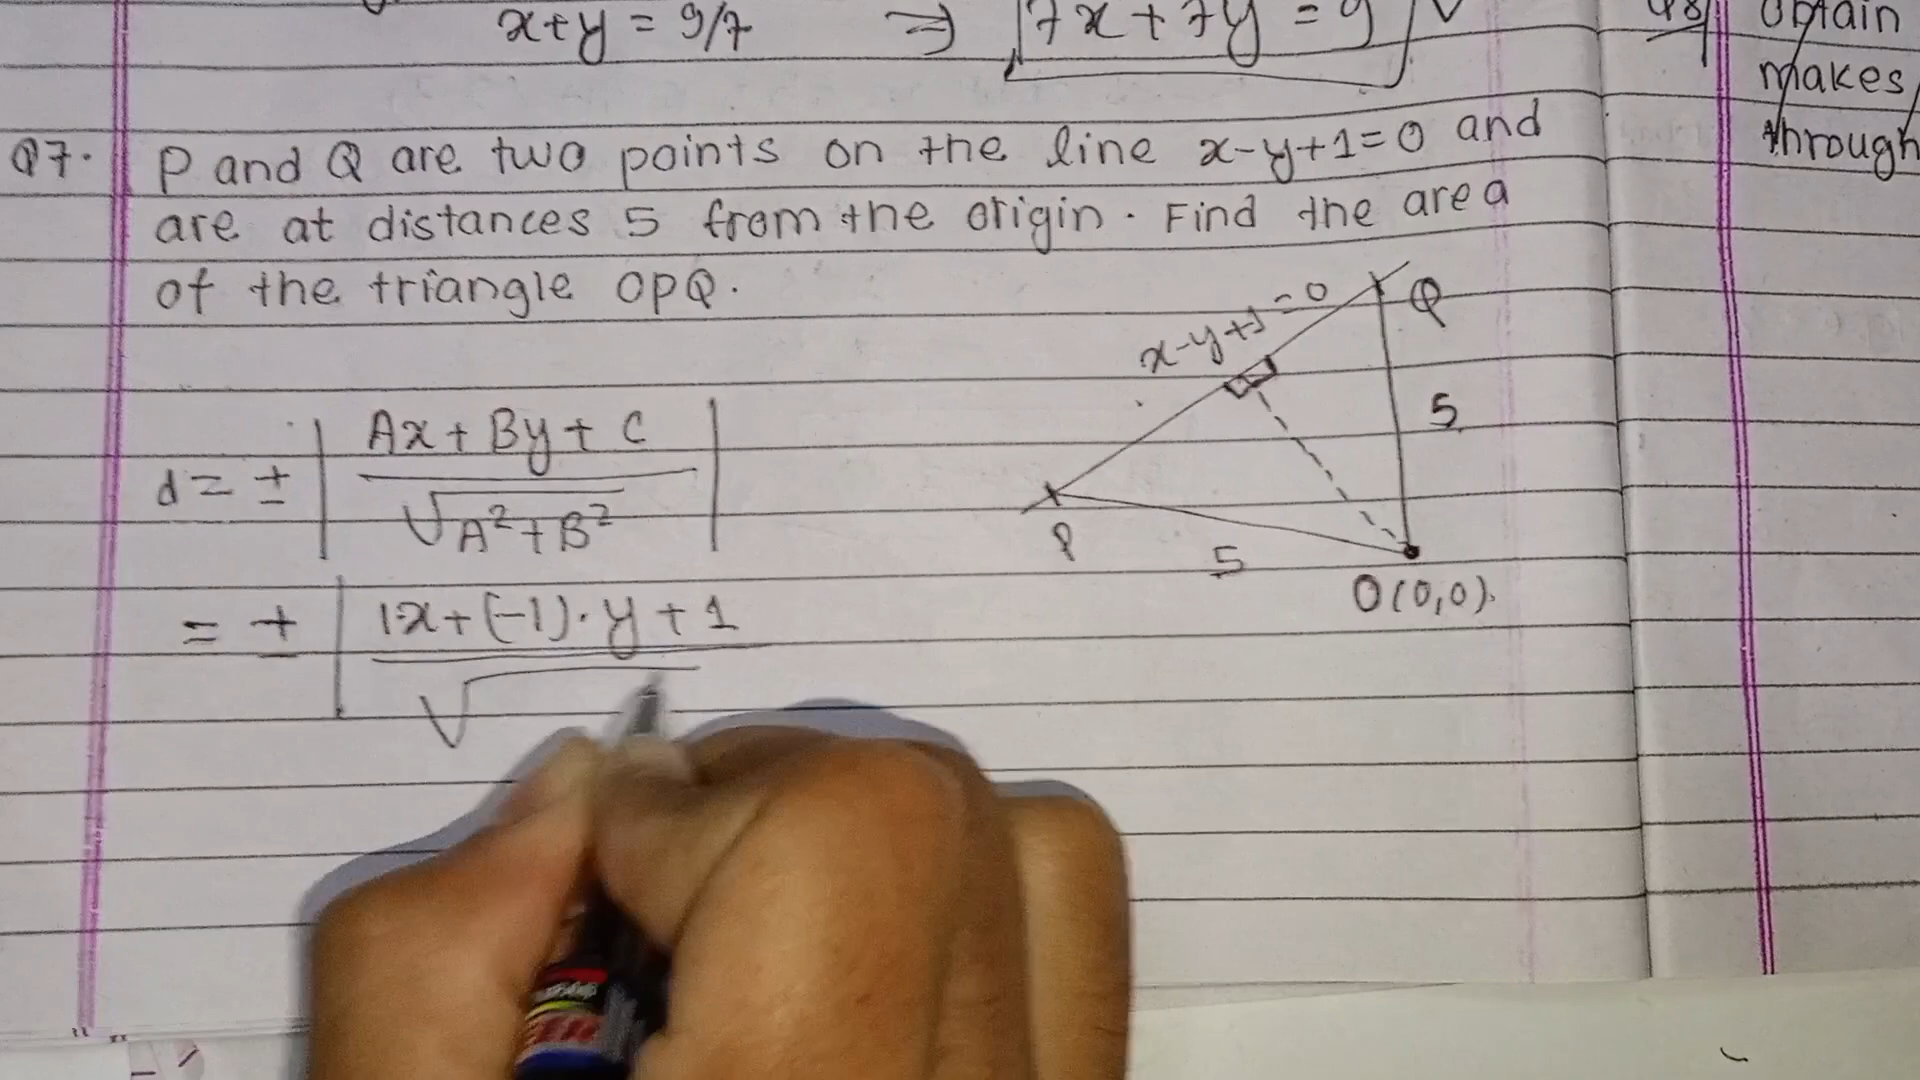 x+y = 9/7 ⇒ 7x+7y = 9
Q8 Obtain
makes
through
Q7. P and Q are two points on the line x-y+1=0 and
are at distances 5 from the origin. Find the area
of the triangle OPQ.
x-y+1=0
Q
5
P
5
O(0,0).
d = ± | Ax + By + C / √A²+B² |
= ± | 1·x+(-1)·y+1 / √